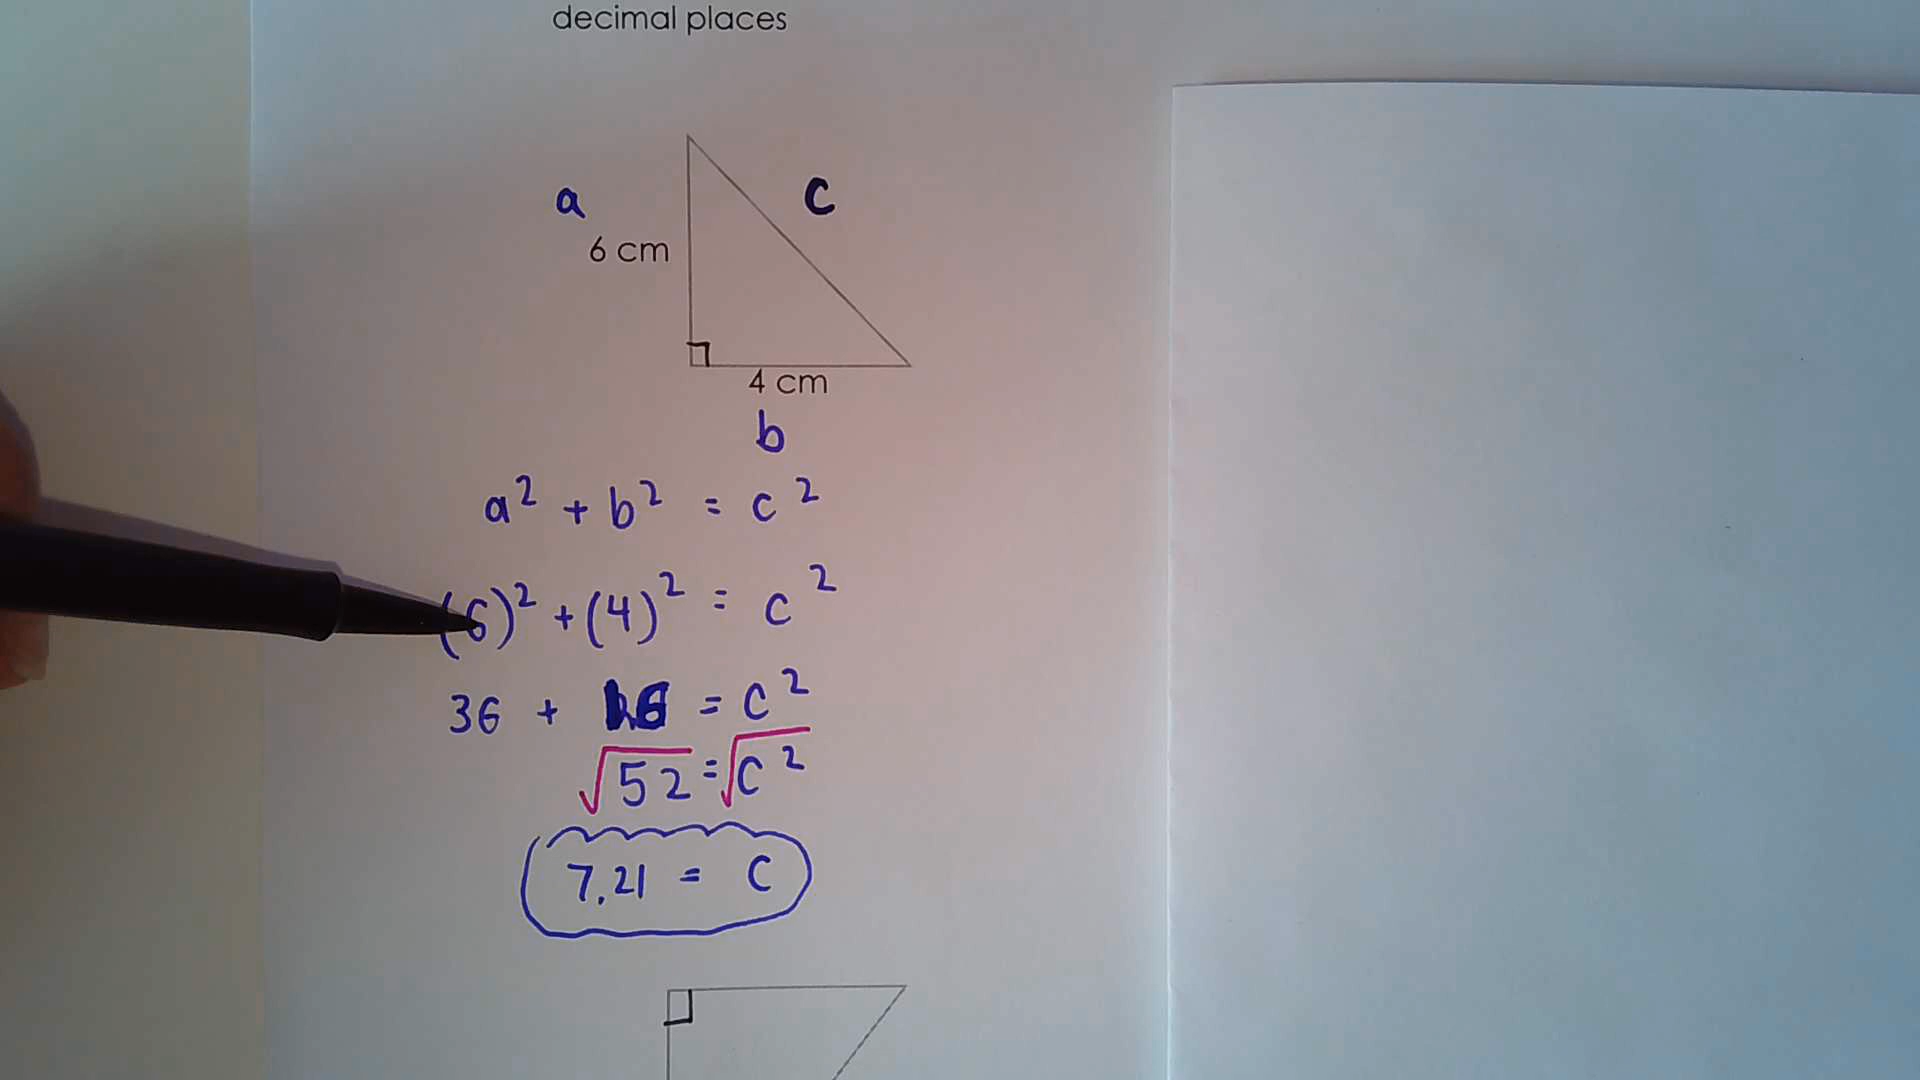 decimal places
a
c
6 cm
4 cm
b
a² + b² = c²
(6)² + (4)² = c²
36 + 16 = c²
√52 = √c²
7.21 = c